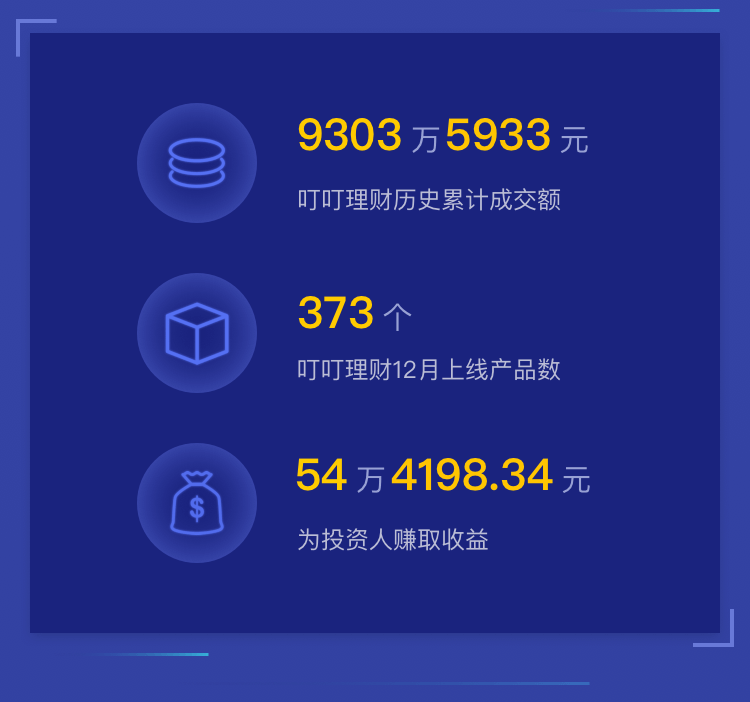 9303 万 5933 元
叮叮理财历史累计成交额
373 个
叮叮理财12月上线产品数
$
54 万 4198.34 元
为投资人赚取收益